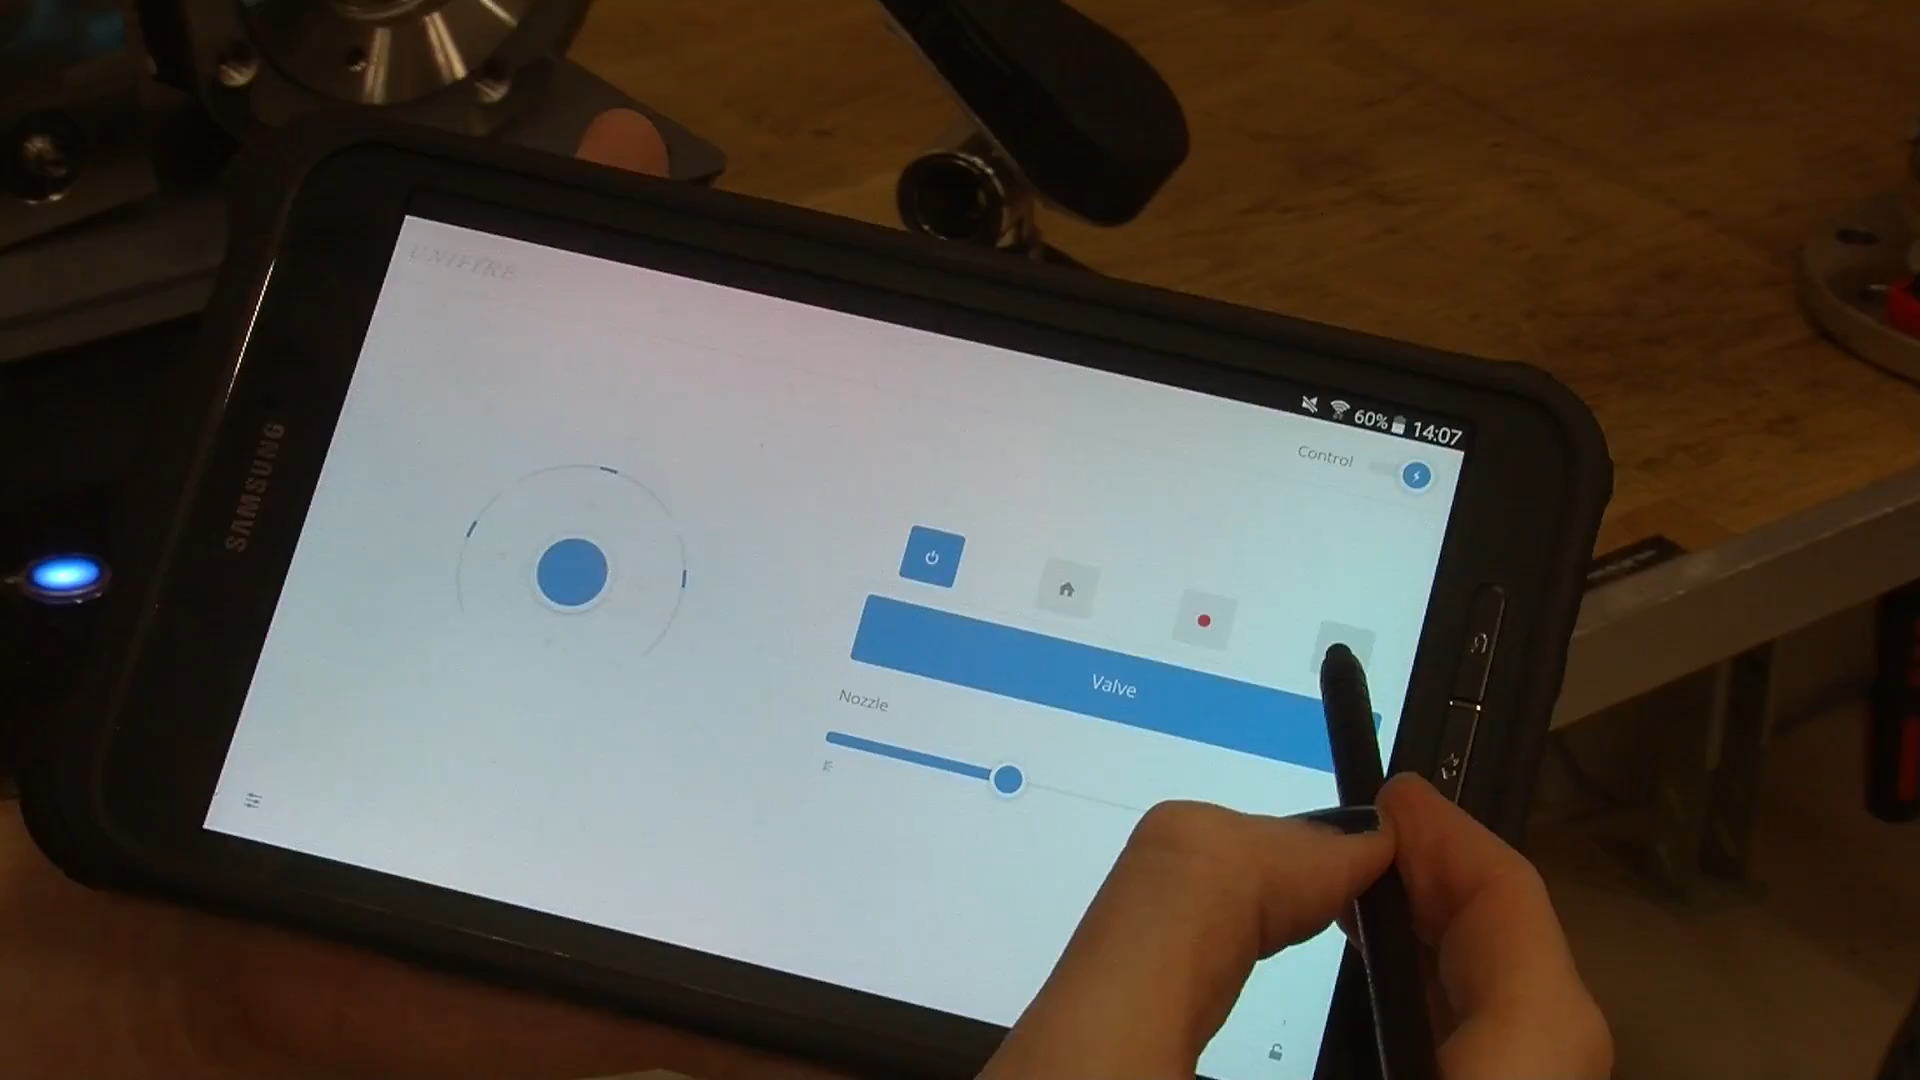 UNIFIRE
60% 14:07
Control
Valve
Nozzle
SAMSUNG